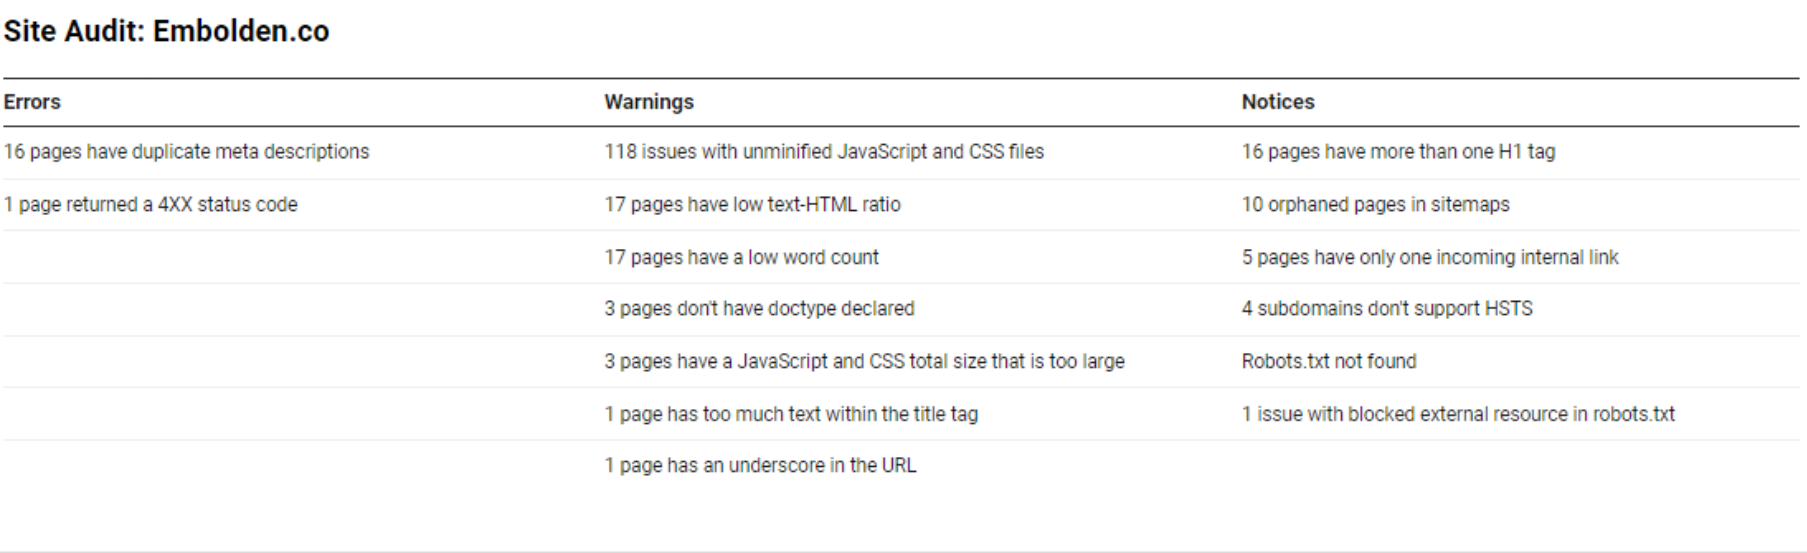 Site Audit: Embolden.co
Errors Warnings Notices
16 pages have duplicate meta descriptions 118 issues with unminified JavaScript and CSS files 16 pages have more than one H1 tag
1 page returned a 4XX status code 17 pages have low text-HTML ratio 10 orphaned pages in sitemaps
17 pages have a low word count 5 pages have only one incoming internal link
3 pages don't have doctype declared 4 subdomains don't support HSTS
3 pages have a JavaScript and CSS total size that is too large Robots.txt not found
1 page has too much text within the title tag 1 issue with blocked external resource in robots.txt
1 page has an underscore in the URL